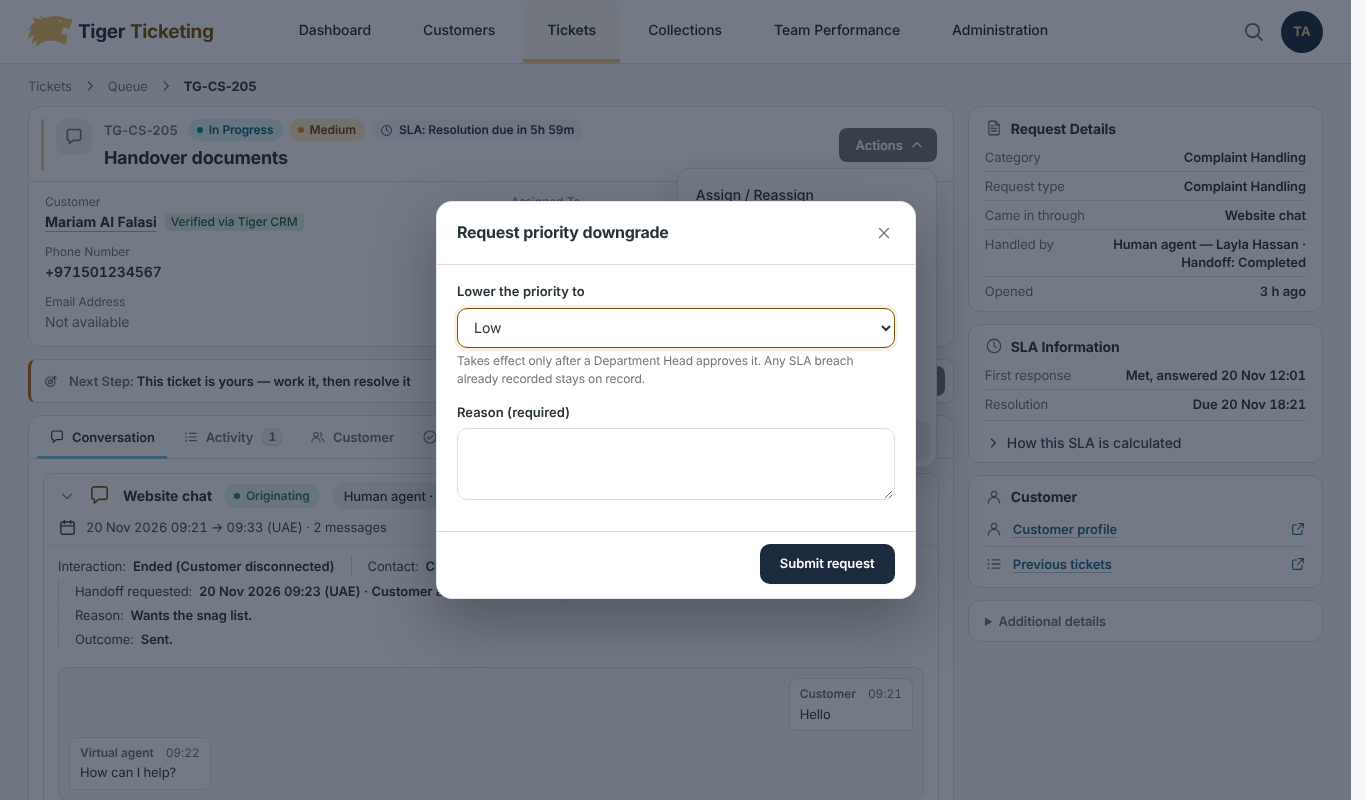 Tiger Ticketing
Dashboard
Customers
Tickets
Collections
Team Performance
Administration
TA
Tickets
Queue
TG-CS-205
TG-CS-205
In Progress
Medium
SLA: Resolution due in 5h 59m
Handover documents
Actions
Assign / Reassign
Customer
Assigned To
Mariam Al Falasi
Verified via Tiger CRM
Phone Number
+971501234567
Email Address
Not available
Next Step: This ticket is yours — work it, then resolve it
Conversation
Activity 1
Customer
Website chat
Originating
Human agent ·
20 Nov 2026 09:21 → 09:33 (UAE) · 2 messages
Interaction: Ended (Customer disconnected)
Contact:
Handoff requested: 20 Nov 2026 09:23 (UAE) · Customer
Reason: Wants the snag list.
Outcome: Sent.
Customer 09:21
Hello
Virtual agent 09:22
How can I help?
Request priority downgrade
Lower the priority to
Low
Takes effect only after a Department Head approves it. Any SLA breach
already recorded stays on record.
Reason (required)
Submit request
Request Details
Category Complaint Handling
Request type Complaint Handling
Came in through Website chat
Handled by Human agent — Layla Hassan ·
Handoff: Completed
Opened 3 h ago
SLA Information
First response Met, answered 20 Nov 12:01
Resolution Due 20 Nov 18:21
How this SLA is calculated
Customer
Customer profile
Previous tickets
Additional details